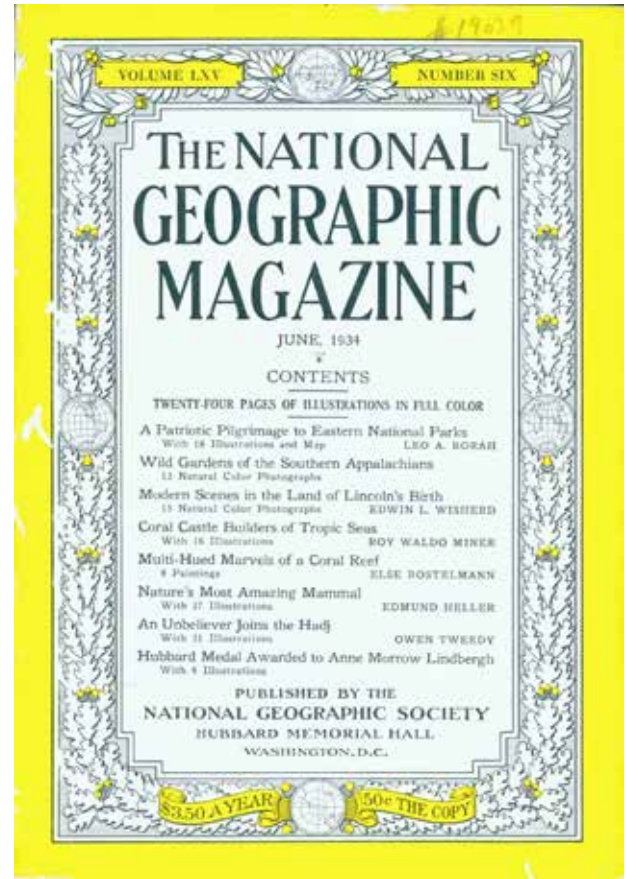 VOLUME LXV
NUMBER SIX
THE NATIONAL
GEOGRAPHIC
MAGAZINE
JUNE, 1934
CONTENTS
TWENTY-FOUR PAGES OF ILLUSTRATIONS IN FULL COLOR
A Patriotic Pilgrimage to Eastern National Parks
With 18 Illustrations and Map LEO A. BORAH
Wild Gardens of the Southern Appalachians
12 Natural Color Photographs
Modern Scenes in the Land of Lincoln's Birth
15 Natural Color Photographs EDWIN L. WISHERD
Coral Castle Builders of Tropic Seas
With 16 Illustrations ROY WALDO MINER
Multi-Hued Marvels of a Coral Reef
8 Paintings ELSE BOSTELMANN
Nature's Most Amazing Mammal
With 27 Illustrations EDMUND HELLER
An Unbeliever Joins the Hadj
With 31 Illustrations OWEN TWEEDY
Hubbard Medal Awarded to Anne Morrow Lindbergh
With 4 Illustrations
PUBLISHED BY THE
NATIONAL GEOGRAPHIC SOCIETY
HUBBARD MEMORIAL HALL
WASHINGTON, D.C.
$3.50 A YEAR
50¢ THE COPY